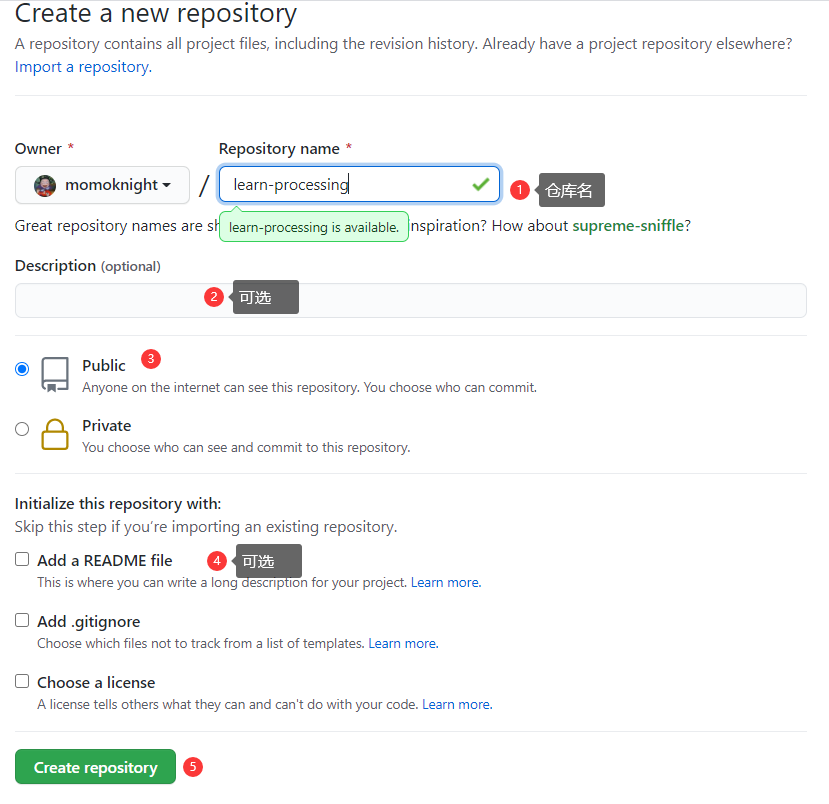 Create a new repository
A repository contains all project files, including the revision history. Already have a project repository elsewhere?
Import a repository.
Owner * Repository name *
momoknight / learn-processing 1 仓库名
Great repository names are sh nspiration? How about supreme-sniffle?
learn-processing is available.
Description (optional)
2 可选
Public 3
Anyone on the internet can see this repository. You choose who can commit.
Private
You choose who can see and commit to this repository.
Initialize this repository with:
Skip this step if you’re importing an existing repository.
Add a README file 4 可选
This is where you can write a long description for your project. Learn more.
Add .gitignore
Choose which files not to track from a list of templates. Learn more.
Choose a license
A license tells others what they can and can't do with your code. Learn more.
Create repository 5